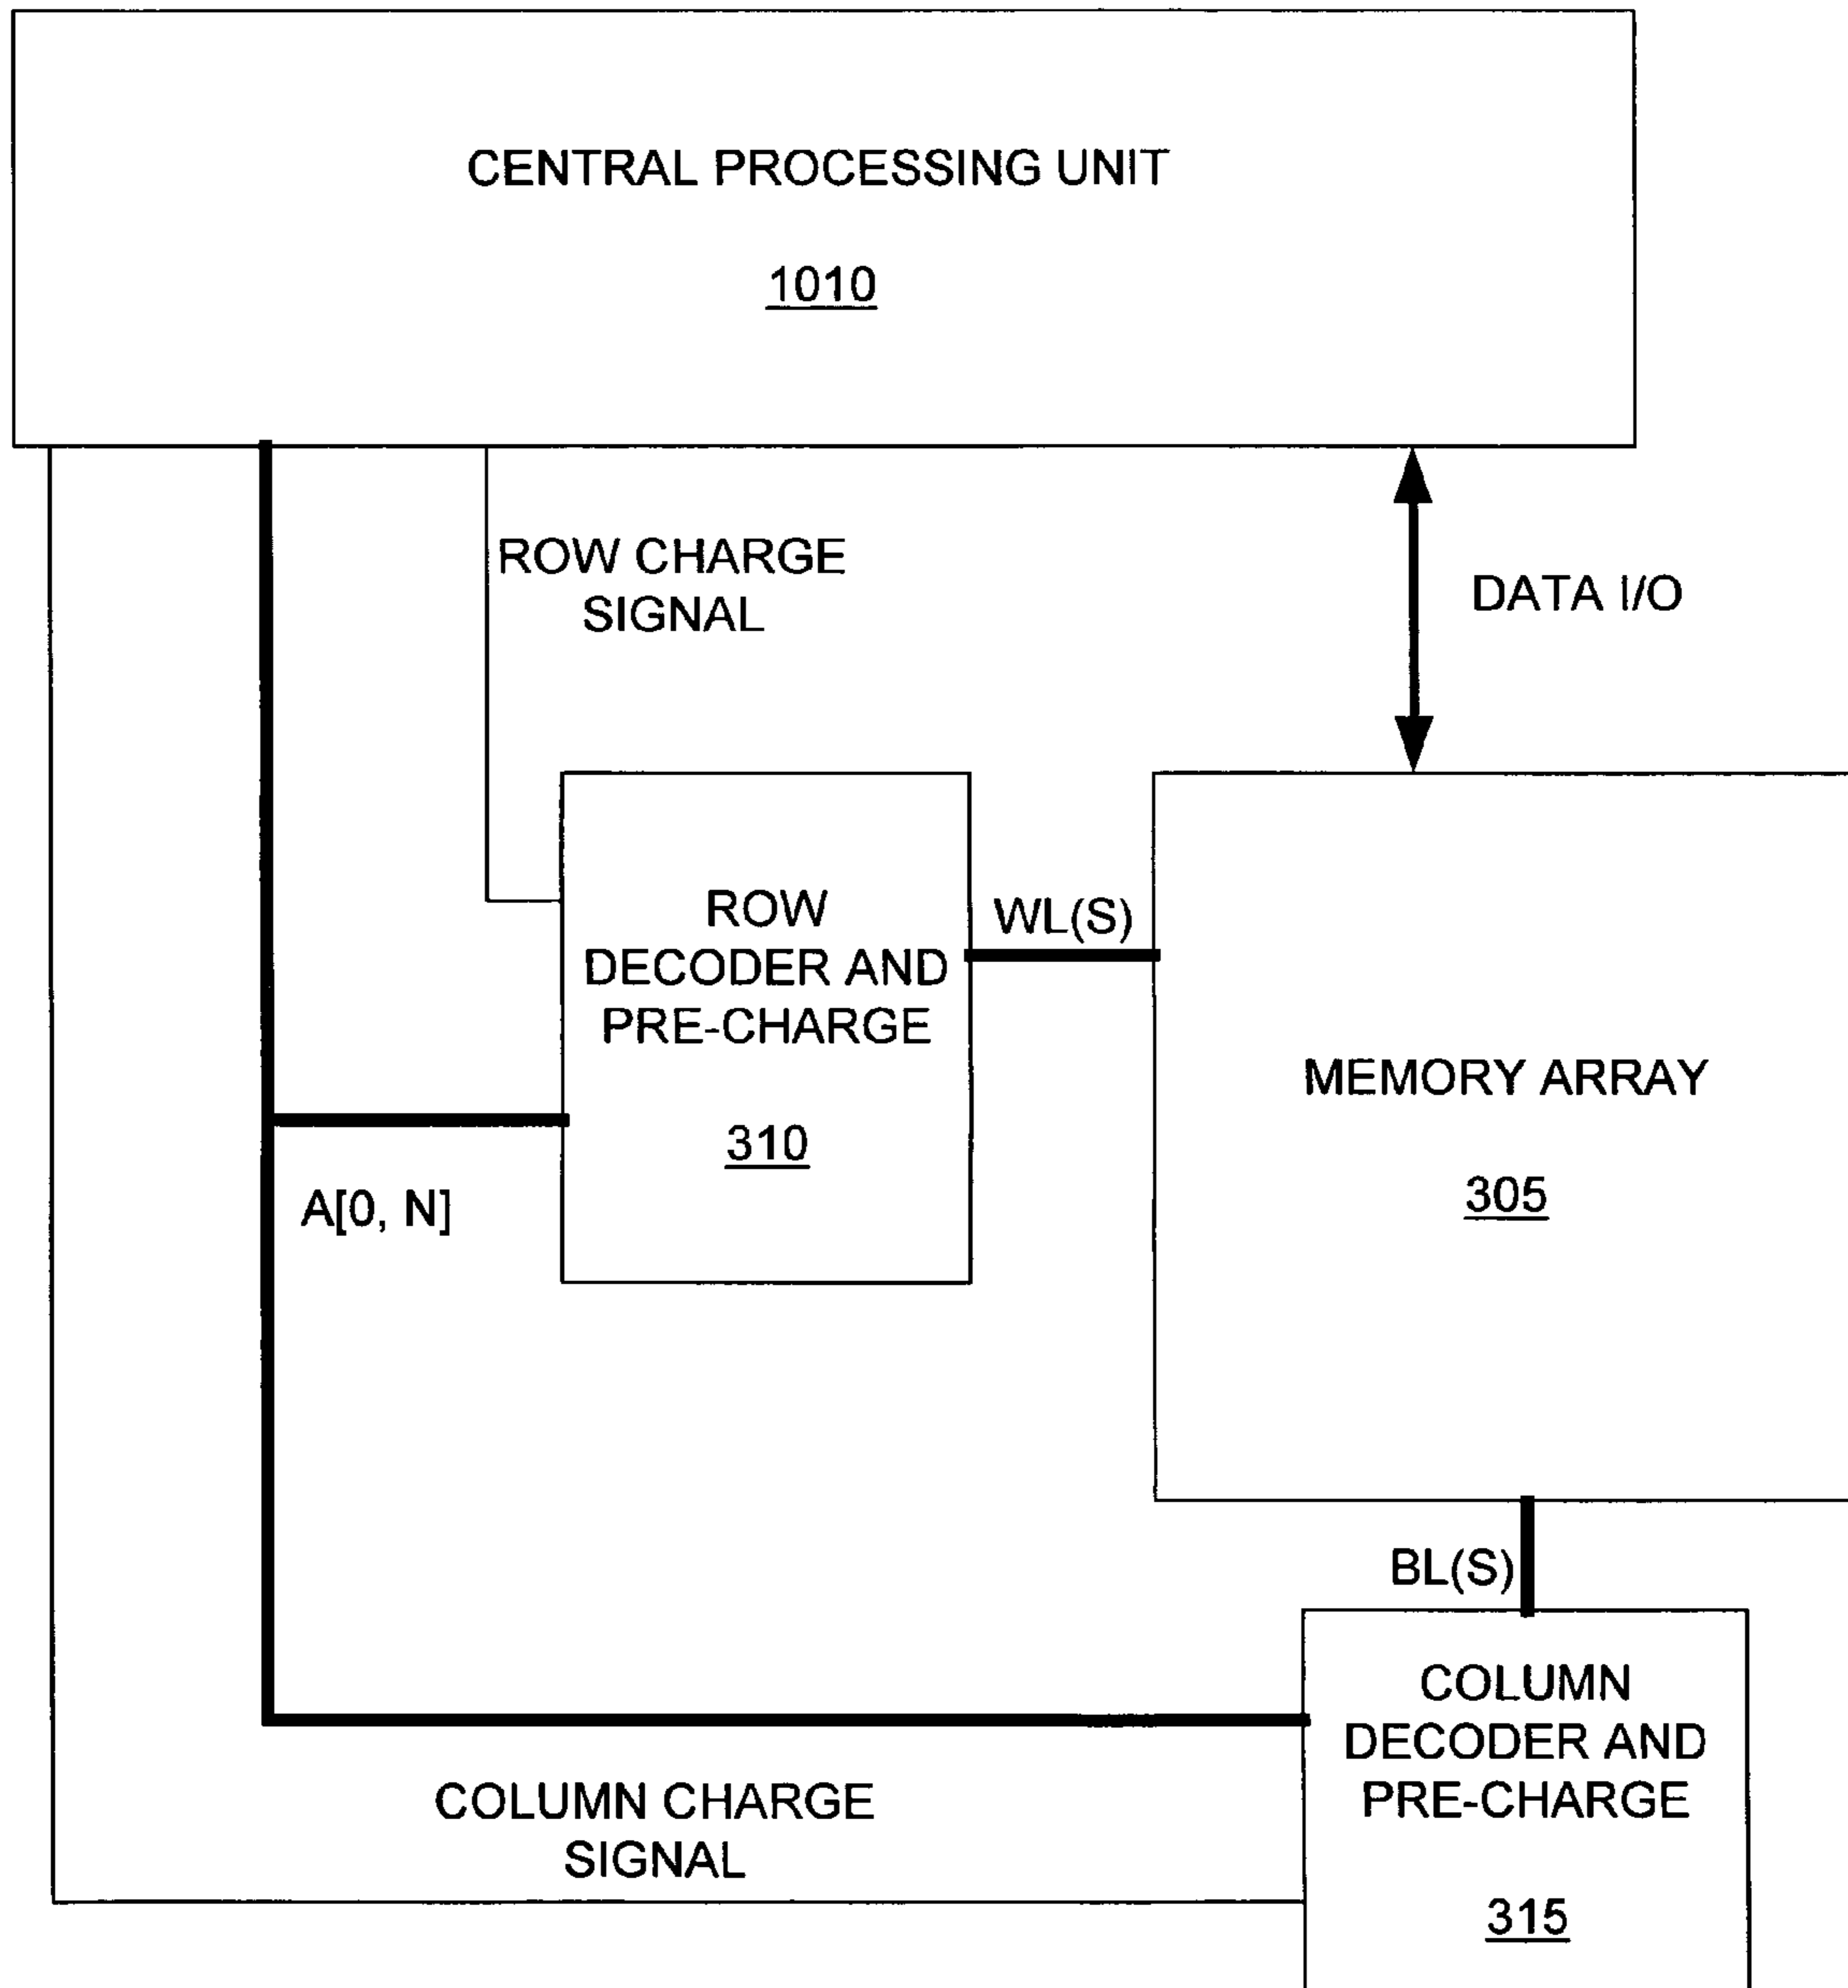 CENTRAL PROCESSING UNIT
1010
ROW CHARGE
SIGNAL
DATA I/O
ROW
DECODER AND
PRE-CHARGE
310
WL(S)
MEMORY ARRAY
305
A[0, N]
BL(S)
COLUMN
DECODER AND
PRE-CHARGE
315
COLUMN CHARGE
SIGNAL